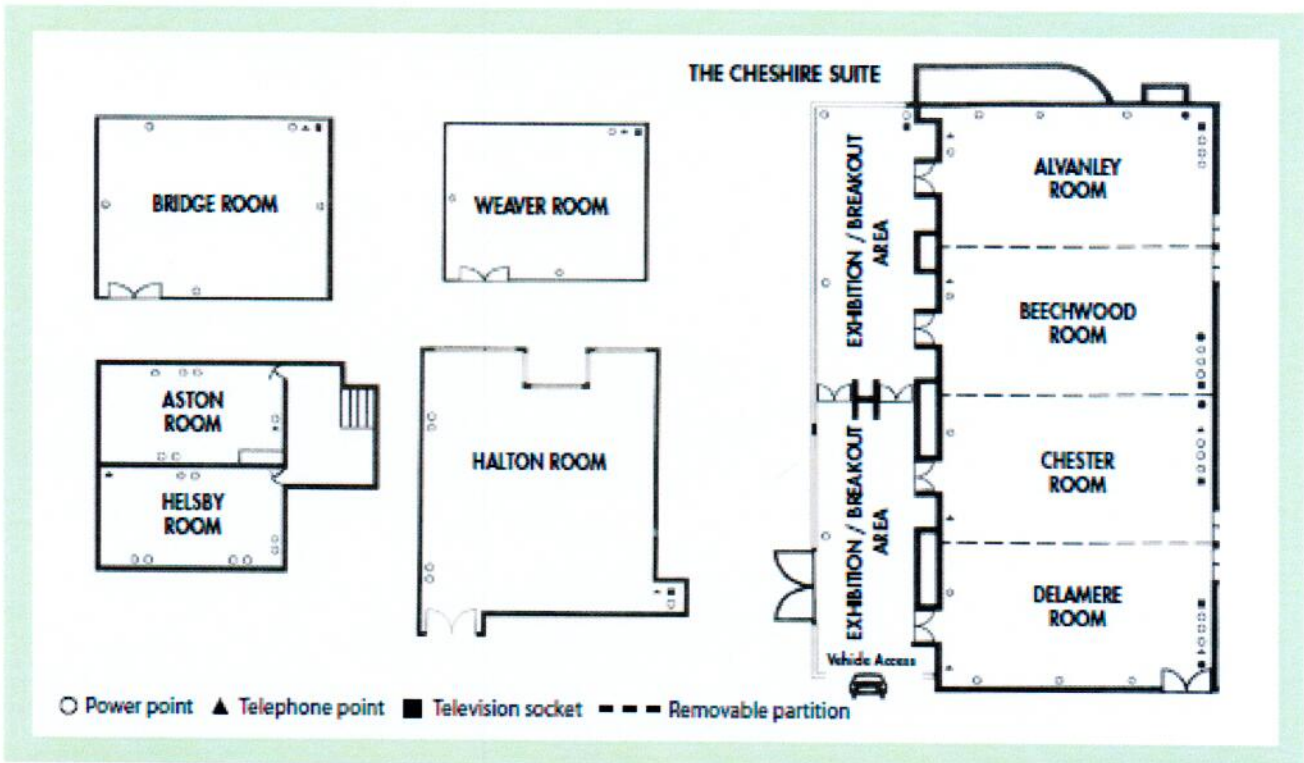 THE CHESHIRE SUITE
BRIDGE ROOM
WEAVER ROOM
EXHIBITION / BREAKOUT
AREA
ALVANLEY
ROOM
BEECHWOOD
ROOM
ASTON
ROOM
HELSBY
ROOM
HALTON ROOM
EXHIBITION / BREAKOUT
AREA
CHESTER
ROOM
DELAMERE
ROOM
Vehicle Access
Power point
Telephone point
Television socket
Removable partition